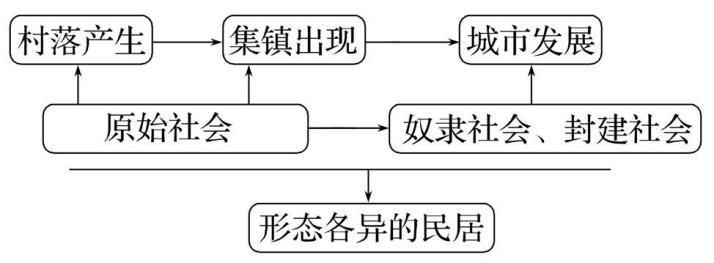 村落产生
集镇出现
城市发展
原始社会
奴隶社会、封建社会
形态各异的民居